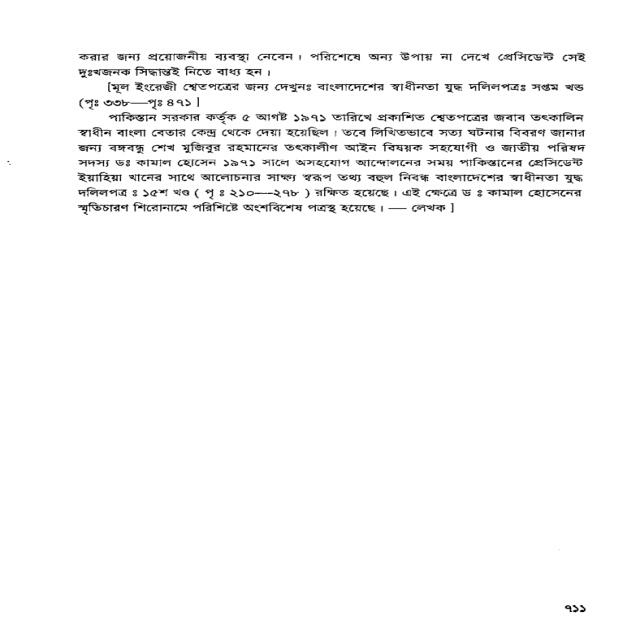 করার জন্য প্রয়োজনীয় ব্যবস্থা নেবেন। পরিশেষে অন্য উপায় না দেখে প্রেসিডেন্ট সেই
দুঃখজনক সিদ্ধান্তই নিতে বাধ্য হন।
[মূল ইংরেজী শ্বেতপত্রের জন্য দেখুনঃ বাংলাদেশের স্বাধীনতা যুদ্ধ দলিলপত্রঃ সপ্তম খন্ড
(পৃঃ ৩৩৮—পৃঃ ৪৭১]
পাকিস্তান সরকার কর্তৃক ৫ আগষ্ট ১৯৭১ তারিখে প্রকাশিত শ্বেতপত্রের জবাব তৎকালিন
স্বাধীন বাংলা বেতার কেন্দ্র থেকে দেয়া হয়েছিল। তবে লিখিতভাবে সত্য ঘটনার বিবরণ জানার
জন্য বঙ্গবন্ধু শেখ মুজিবুর রহমানের তৎকালীণ আইন বিষয়ক সহযোগী ও জাতীয় পরিষদ
সদস্য ডঃ কামাল হোসেন ১৯৭১ সালে অসহযোগ আন্দোলনের সময় পাকিস্তানের প্রেসিডেন্ট
ইয়াহিয়া খানের সাথে আলোচনার সাক্ষ্য স্বরূপ তথ্য বহুল নিবন্ধ বাংলাদেশের স্বাধীনতা যুদ্ধ
দলিলপত্র ঃ ১৫শ খণ্ড ( পৃ ঃ ২১০—২৭৮ ) রক্ষিত হয়েছে। এই ক্ষেত্রে ড ঃ কামাল হোসেনের
স্মৃতিচারণ শিরোনামে পরিশিষ্টে অংশবিশেষ পত্রস্থ হয়েছে। — লেখক ]
৭১১